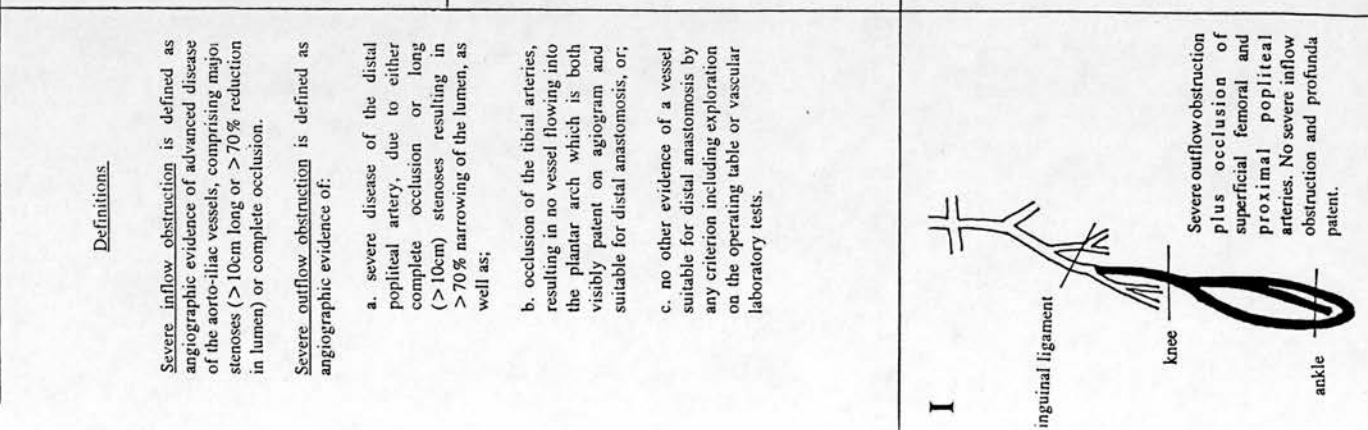 Definitions
Severe inflow obstruction is defined as
angiographic evidence of advanced disease
of the aorto-iliac vessels, comprising major
stenoses (>10cm long or >70% reduction
in lumen) or complete occlusion.
Severe outflow obstruction is defined as
angiographic evidence of:
a. severe disease of the distal
popliteal artery, due to either
complete occlusion or long
(>10cm) stenoses resulting in
>70% narrowing of the lumen, as
well as;
b. occlusion of the tibial arteries,
resulting in no vessel flowing into
the plantar arch which is both
visibly patent on agiogram and
suitable for distal anastomosis, or;
c. no other evidence of a vessel
suitable for distal anastomosis by
any criterion including exploration
on the operating table or vascular
laboratory tests.
I
inguinal ligament
knee
ankle
Severe outflow obstruction
plus occlusion of
superficial femoral and
proximal popliteal
arteries. No severe inflow
obstruction and profunda
patent.